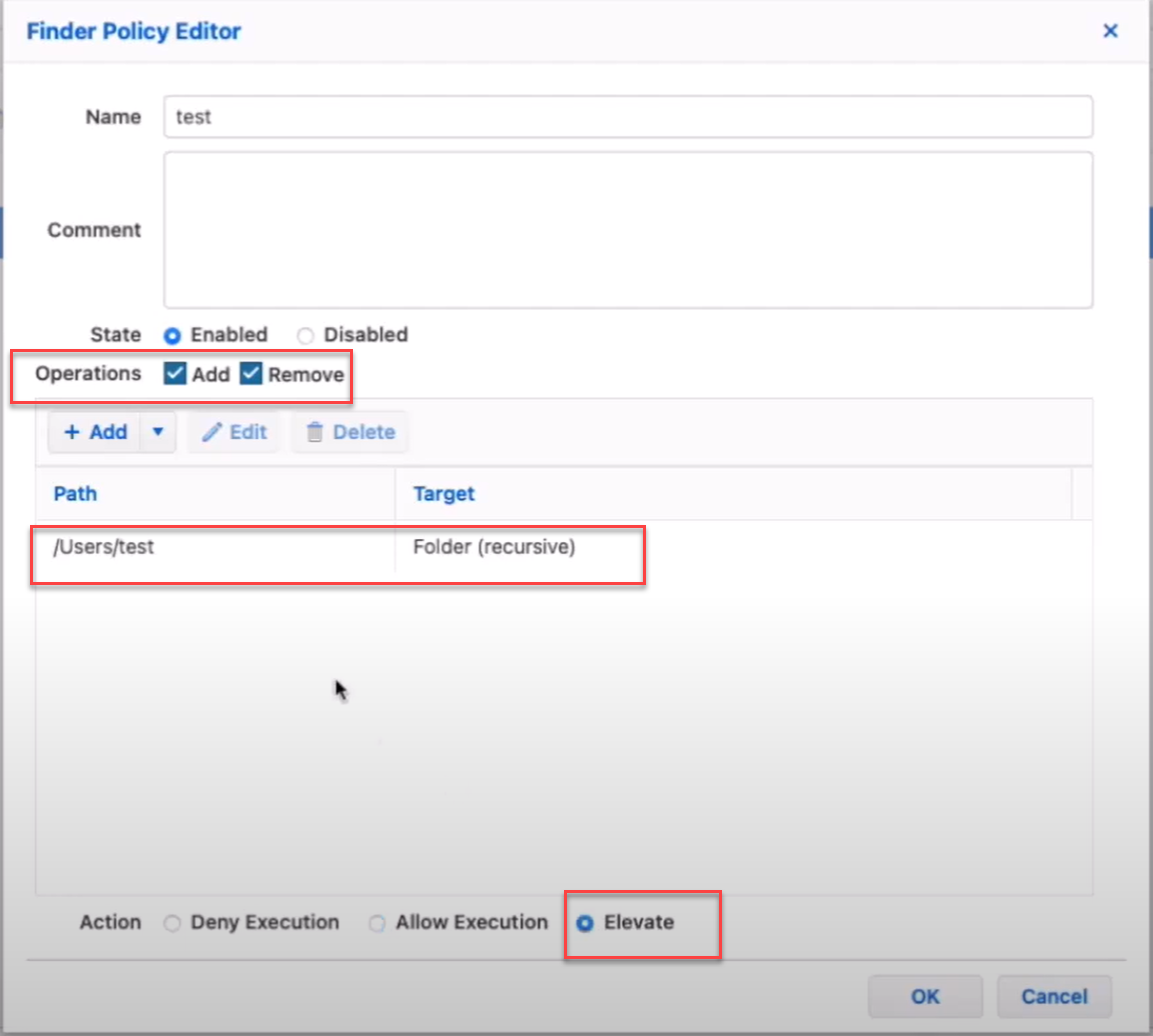 Finder Policy Editor
Name test
Comment
State Enabled Disabled
Operations Add Remove
+ Add Edit Delete
Path Target
/Users/test Folder (recursive)
Action Deny Execution Allow Execution Elevate
OK Cancel